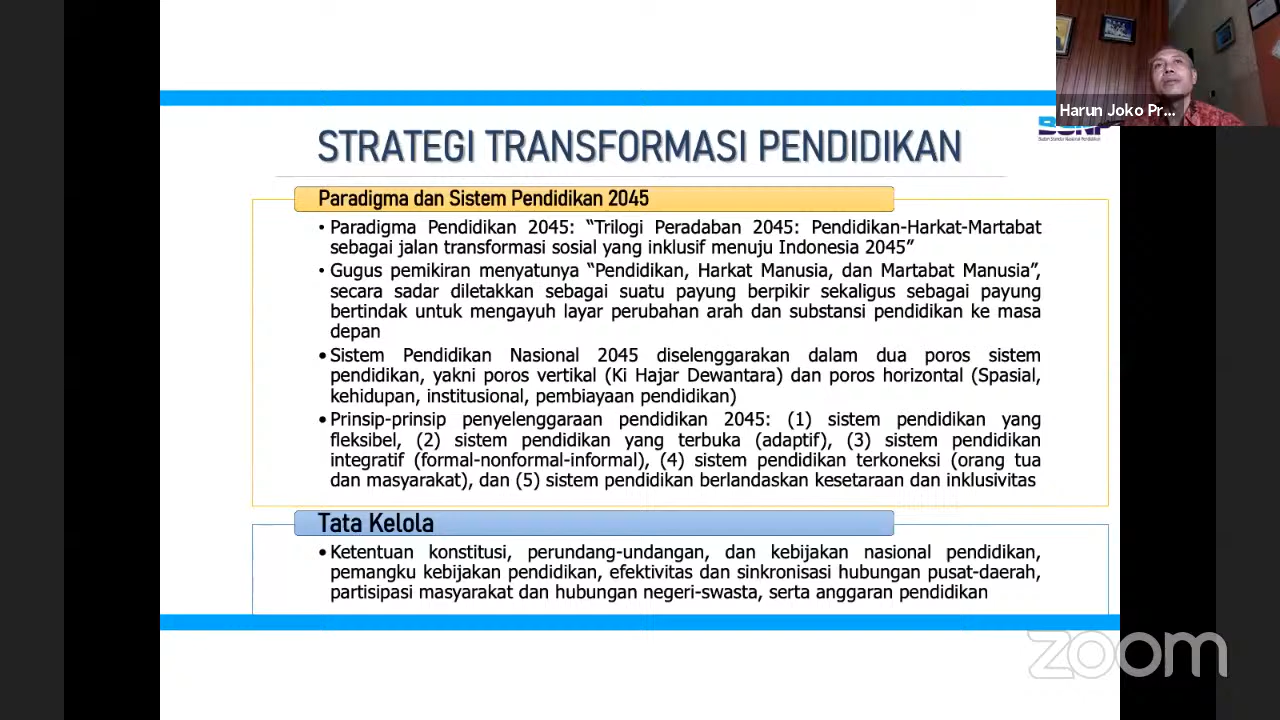 Harun Joko Pr...
STRATEGI TRANSFORMASI PENDIDIKAN
Badan Standar Nasional Pendidikan
Paradigma dan Sistem Pendidikan 2045
• Paradigma Pendidikan 2045: “Trilogi Peradaban 2045: Pendidikan-Harkat-Martabat
sebagai jalan transformasi sosial yang inklusif menuju Indonesia 2045”
• Gugus pemikiran menyatunya “Pendidikan, Harkat Manusia, dan Martabat Manusia”,
secara sadar diletakkan sebagai suatu payung berpikir sekaligus sebagai payung
bertindak untuk mengayuh layar perubahan arah dan substansi pendidikan ke masa
depan
• Sistem Pendidikan Nasional 2045 diselenggarakan dalam dua poros sistem
pendidikan, yakni poros vertikal (Ki Hajar Dewantara) dan poros horizontal (Spasial,
kehidupan, institusional, pembiayaan pendidikan)
• Prinsip-prinsip penyelenggaraan pendidikan 2045: (1) sistem pendidikan yang
fleksibel, (2) sistem pendidikan yang terbuka (adaptif), (3) sistem pendidikan
integratif (formal-nonformal-informal), (4) sistem pendidikan terkoneksi (orang tua
dan masyarakat), dan (5) sistem pendidikan berlandaskan kesetaraan dan inklusivitas
Tata Kelola
• Ketentuan konstitusi, perundang-undangan, dan kebijakan nasional pendidikan,
pemangku kebijakan pendidikan, efektivitas dan sinkronisasi hubungan pusat-daerah,
partisipasi masyarakat dan hubungan negeri-swasta, serta anggaran pendidikan
zoom